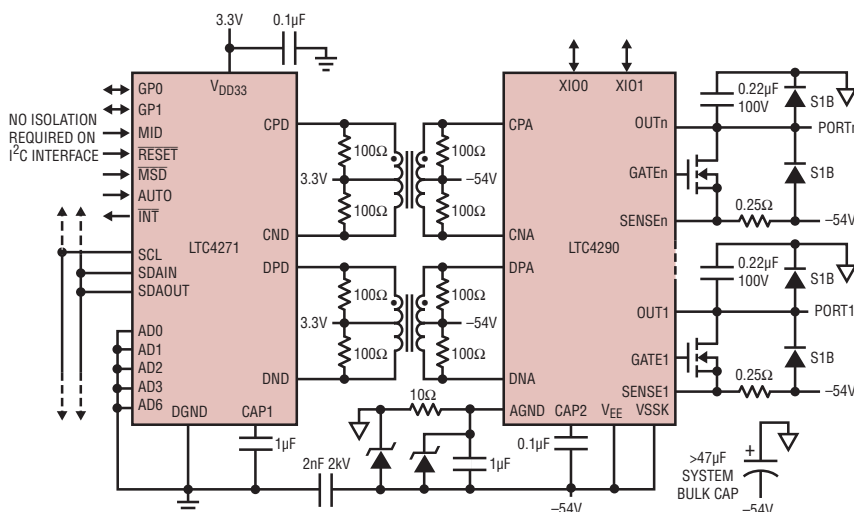 3.3V
0.1µF
VDD33
GP0
GP1
MID
RESET
MSD
AUTO
INT
NO ISOLATION
REQUIRED ON
I²C INTERFACE
SCL
SDAIN
SDAOUT
AD0
AD1
AD2
AD3
AD6
LTC4271
CPD
CND
DPD
DND
DGND
CAP1
1µF
100Ω
100Ω
3.3V
100Ω
100Ω
–54V
100Ω
100Ω
3.3V
100Ω
100Ω
–54V
10Ω
2nF 2kV
1µF
XIO0
XIO1
CPA
CNA
DPA
DNA
LTC4290
AGND
CAP2
VEE
VSSK
0.1µF
–54V
OUTn
GATEn
SENSEn
OUT1
GATE1
SENSE1
0.22µF
100V
S1B
PORTn
S1B
0.25Ω
–54V
0.22µF
100V
S1B
PORT1
S1B
0.25Ω
–54V
>47µF
SYSTEM
BULK CAP
+
–54V